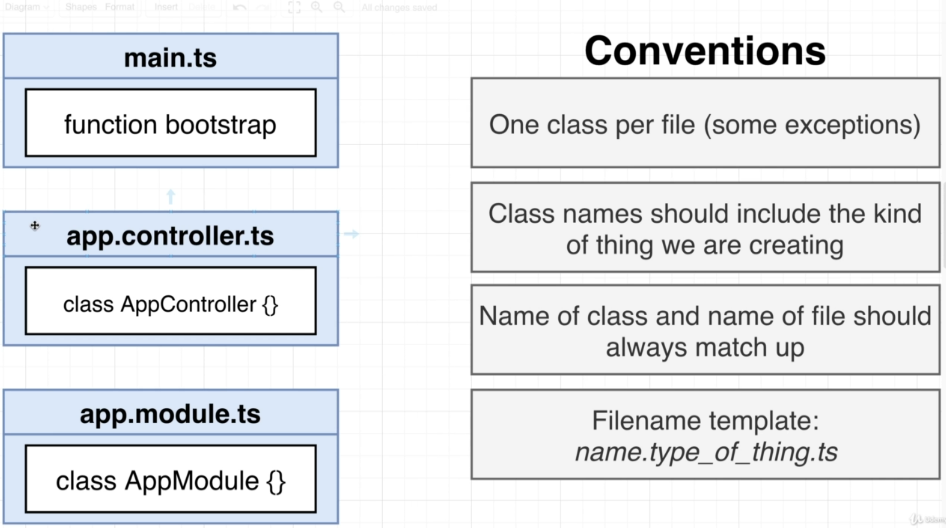 Diagram
Shapes
Format
Insert
All changes saved
main.ts
function bootstrap
app.controller.ts
class AppController {}
app.module.ts
class AppModule {}
Conventions
One class per file (some exceptions)
Class names should include the kind
of thing we are creating
Name of class and name of file should
always match up
Filename template:
name.type_of_thing.ts
Udemy